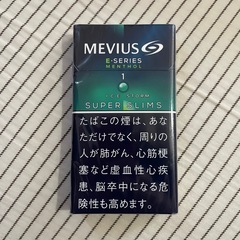 MEVIUS
E-SERIES
MENTHOL
1
ICE STORM
SUPER SLIMS
たばこの煙は、あな
ただけでなく、周りの
人が肺がん、心筋梗
塞など虚血性心疾
患、脳卒中になる危
険性も高めます。